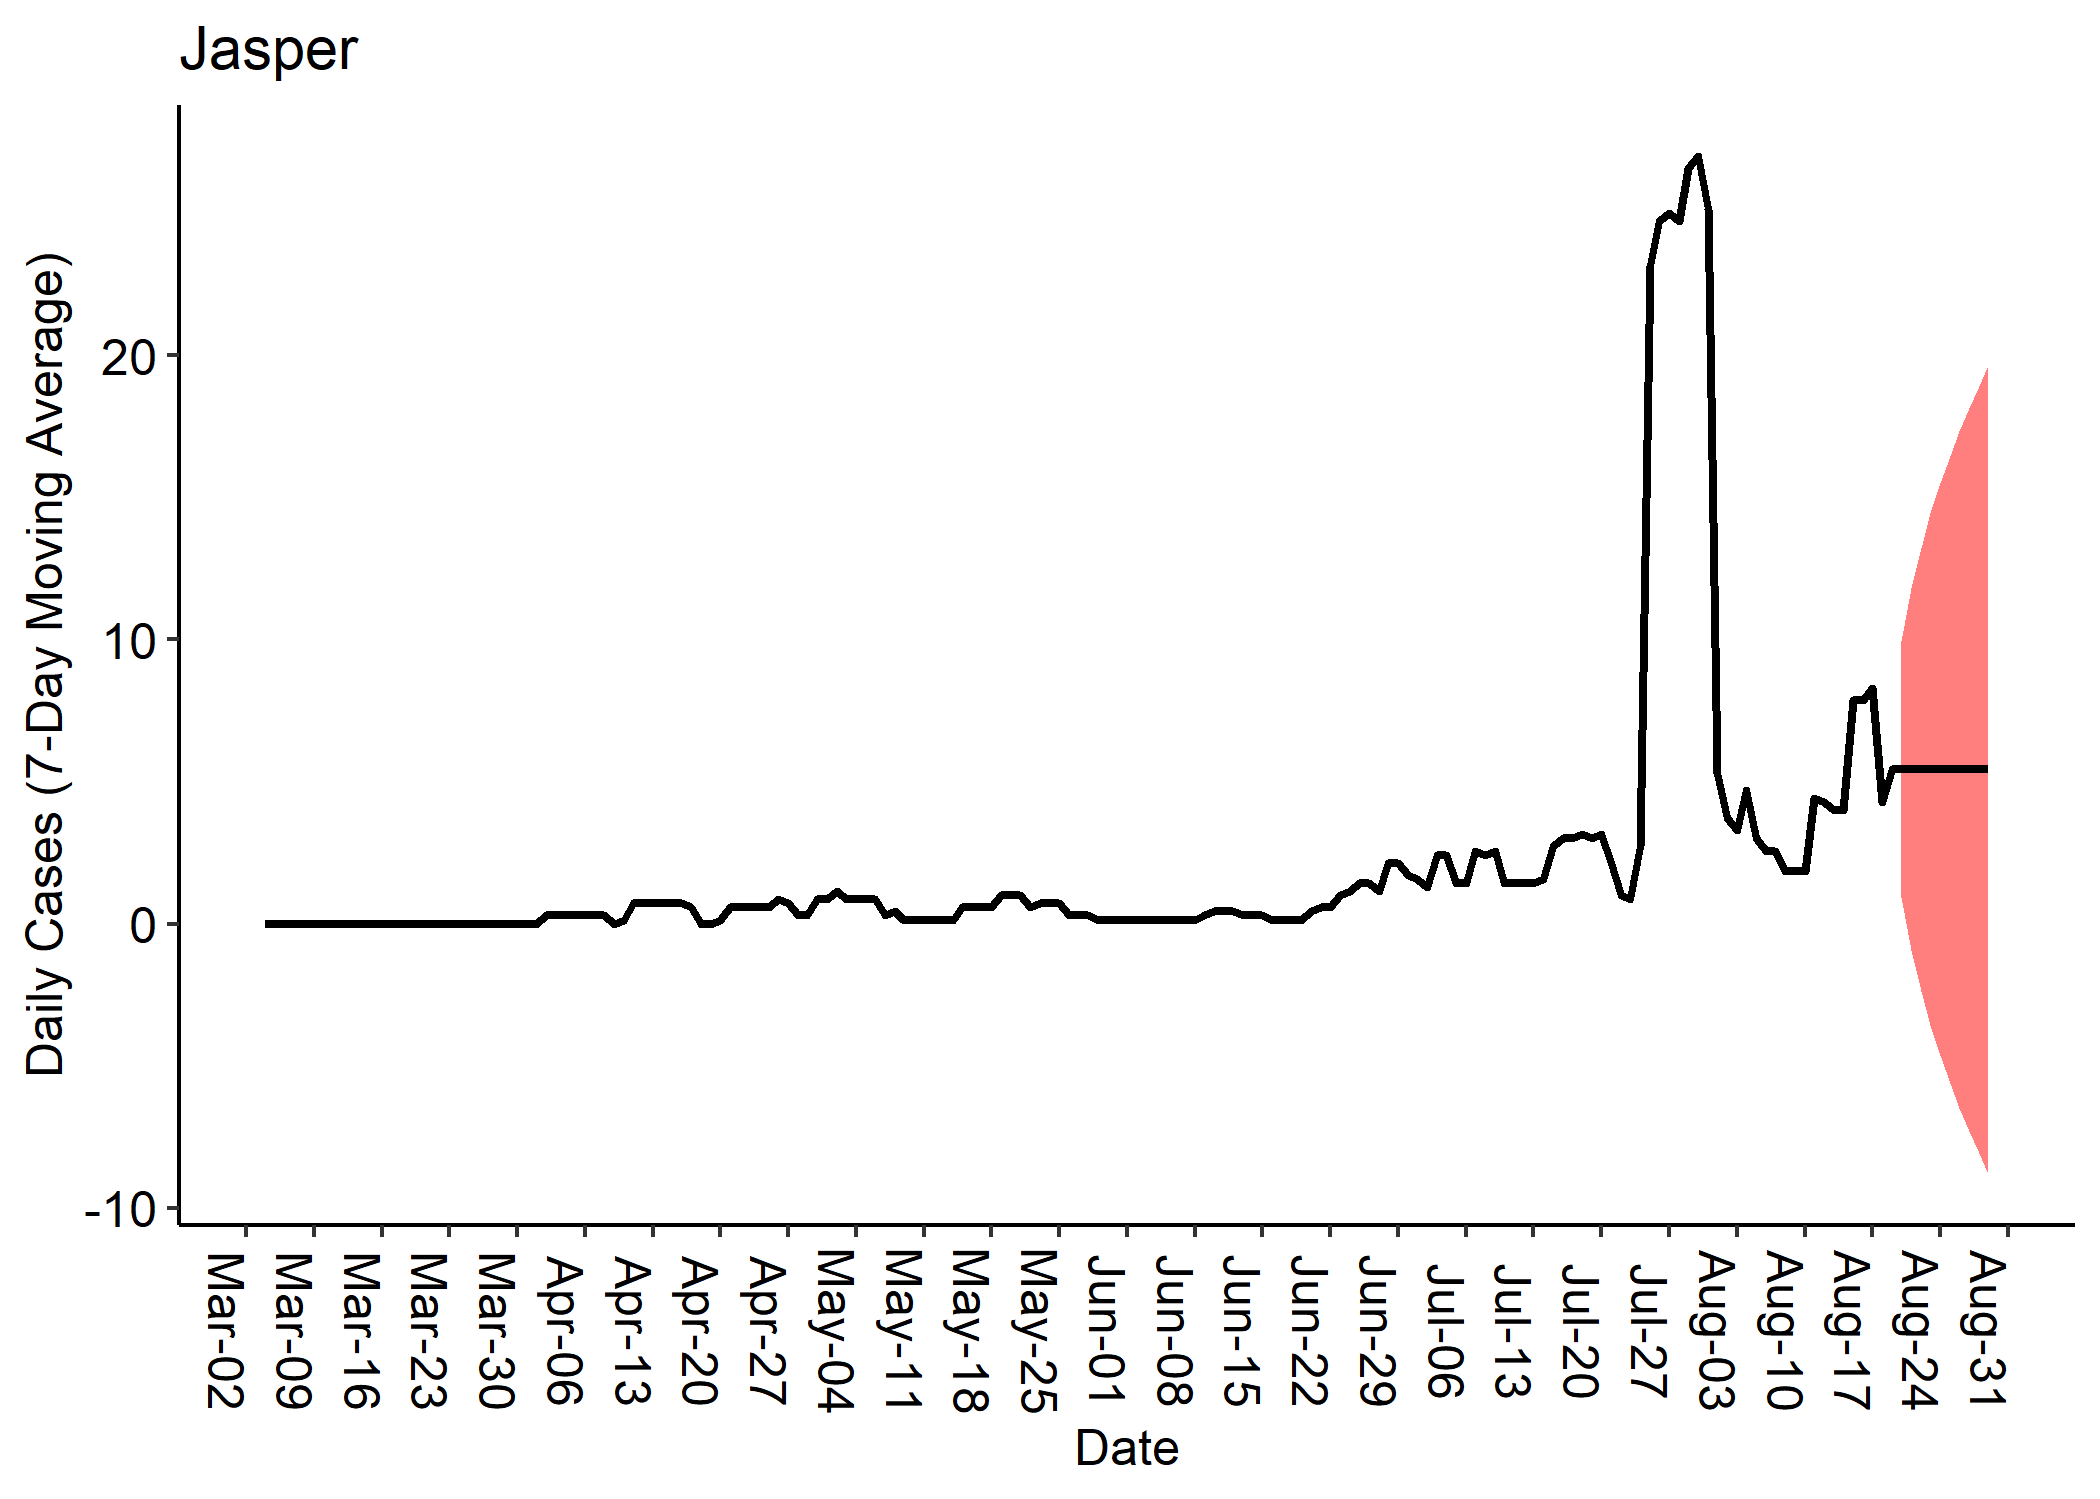 Jasper
Daily Cases (7-Day Moving Average)
20
10
0
-10
Mar-02
Mar-09
Mar-16
Mar-23
Mar-30
Apr-06
Apr-13
Apr-20
Apr-27
May-04
May-11
May-18
May-25
Jun-01
Jun-08
Jun-15
Jun-22
Jun-29
Jul-06
Jul-13
Jul-20
Jul-27
Aug-03
Aug-10
Aug-17
Aug-24
Aug-31
Date